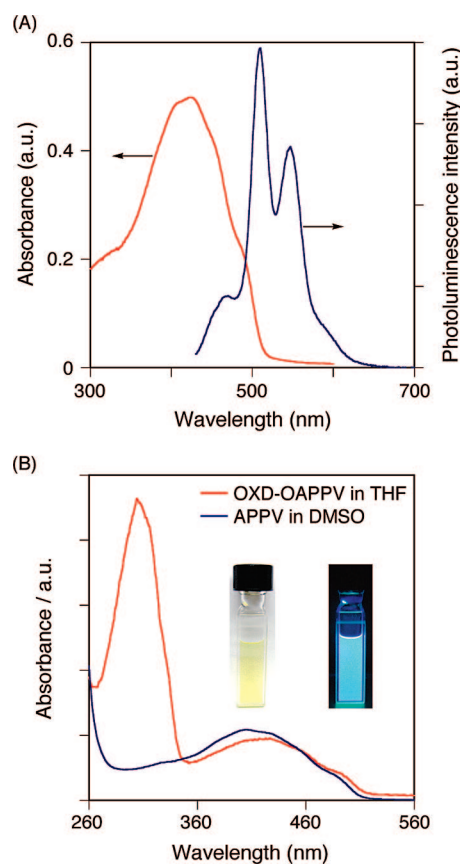 (A)
Absorbance (a.u.)
Photoluminescence intensity (a.u.)
0.6
0.4
0.2
0
300
500
700
Wavelength (nm)
(B)
Absorbance / a.u.
OXD-OAPPV in THF
APPV in DMSO
260
360
460
560
Wavelength (nm)